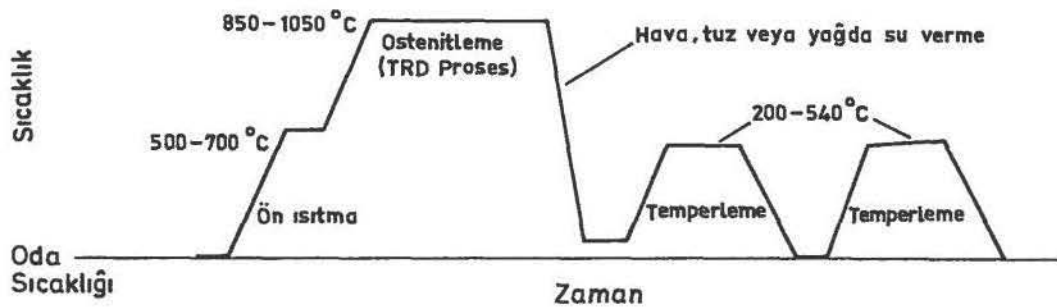 850-1050 °C
Ostenitleme
(TRD Proses)
Hava, tuz veya yağda su verme
Sıcaklık
500-700 °C
200-540 °C
Ön ısıtma
Temperleme
Temperleme
Oda
Sıcaklığı
Zaman